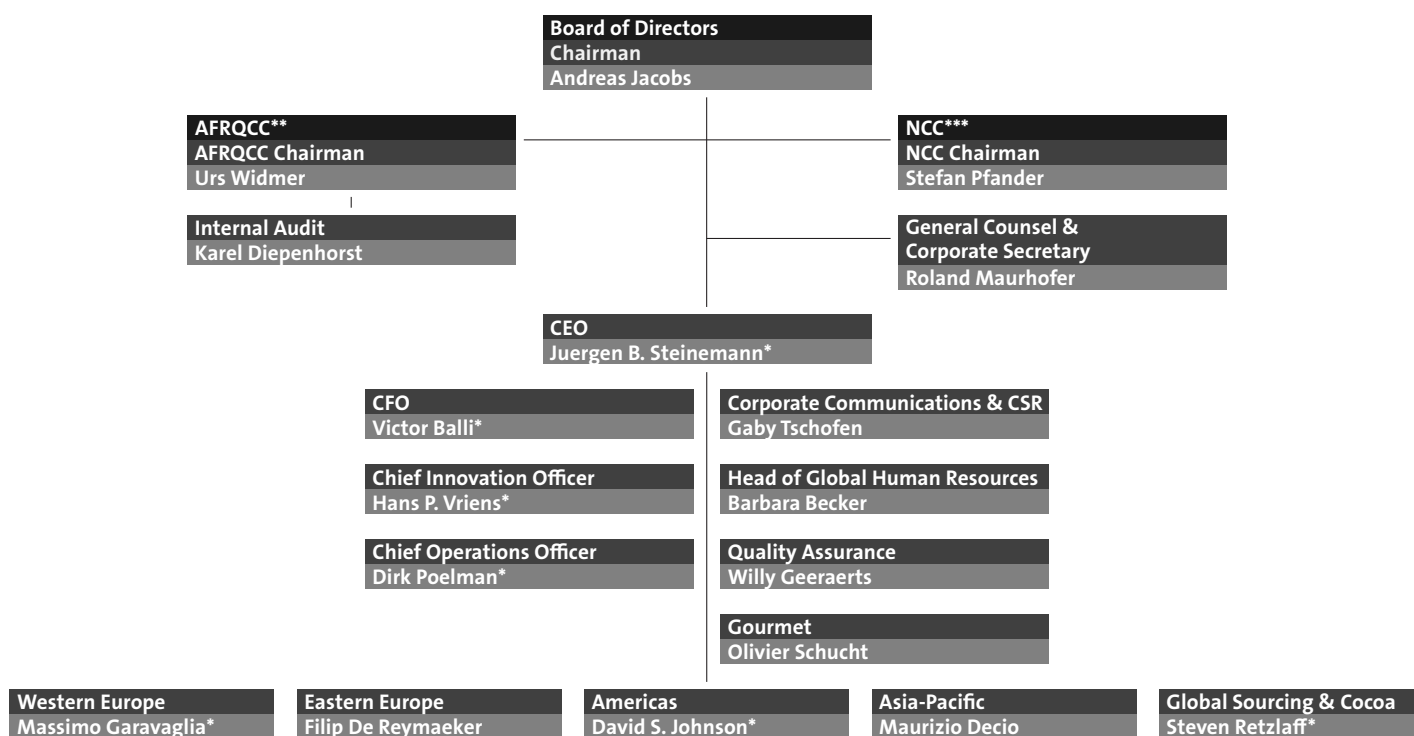 Board of Directors
Chairman
Andreas Jacobs
AFRQCC**
AFRQCC Chairman
Urs Widmer
NCC***
NCC Chairman
Stefan Pfander
Internal Audit
Karel Diepenhorst
General Counsel &
Corporate Secretary
Roland Maurhofer
CEO
Juergen B. Steinemann*
CFO
Victor Balli*
Corporate Communications & CSR
Gaby Tschofen
Chief Innovation Officer
Hans P. Vriens*
Head of Global Human Resources
Barbara Becker
Chief Operations Officer
Dirk Poelman*
Quality Assurance
Willy Geeraerts
Gourmet
Olivier Schucht
Western Europe
Massimo Garavaglia*
Eastern Europe
Filip De Reymaeker
Americas
David S. Johnson*
Asia-Pacific
Maurizio Decio
Global Sourcing & Cocoa
Steven Retzlaff*